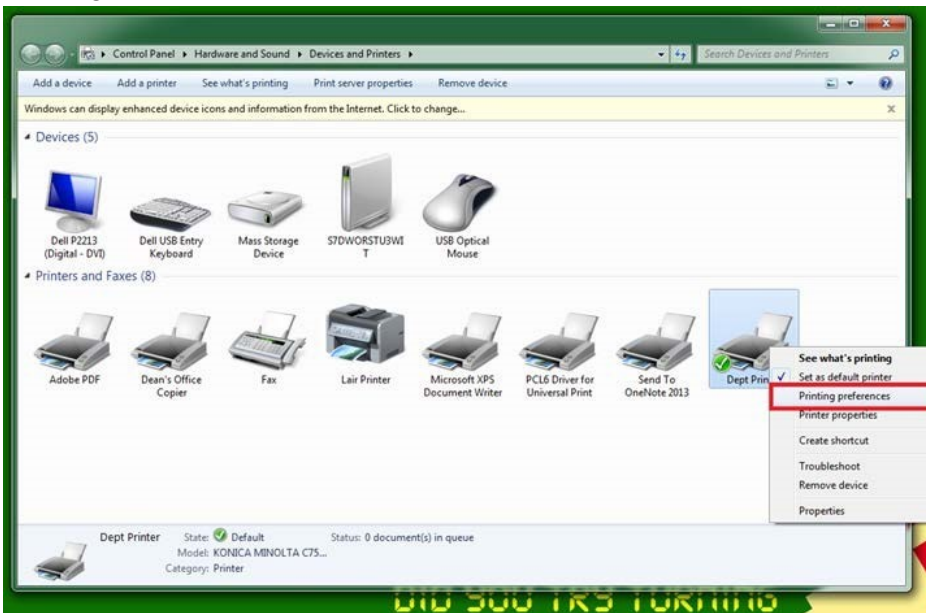 Control Panel ▸ Hardware and Sound ▸ Devices and Printers ▸
Search Devices and Printers
Add a device Add a printer See what's printing Print server properties Remove device
Windows can display enhanced device icons and information from the Internet. Click to change...
Devices (5)
Dell P2213
(Digital - DVI)
Dell USB Entry
Keyboard
Mass Storage
Device
S7DWORSTU3WI
T
USB Optical
Mouse
Printers and Faxes (8)
Adobe PDF
Dean's Office
Copier
Fax
Lair Printer
Microsoft XPS
Document Writer
PCL6 Driver for
Universal Print
Send To
OneNote 2013
Dept Prin
See what's printing
Set as default printer
Printing preferences
Printer properties
Create shortcut
Troubleshoot
Remove device
Properties
Dept Printer State: Default Status: 0 document(s) in queue
Model: KONICA MINOLTA C75...
Category: Printer
DID YOU TRY TURNING